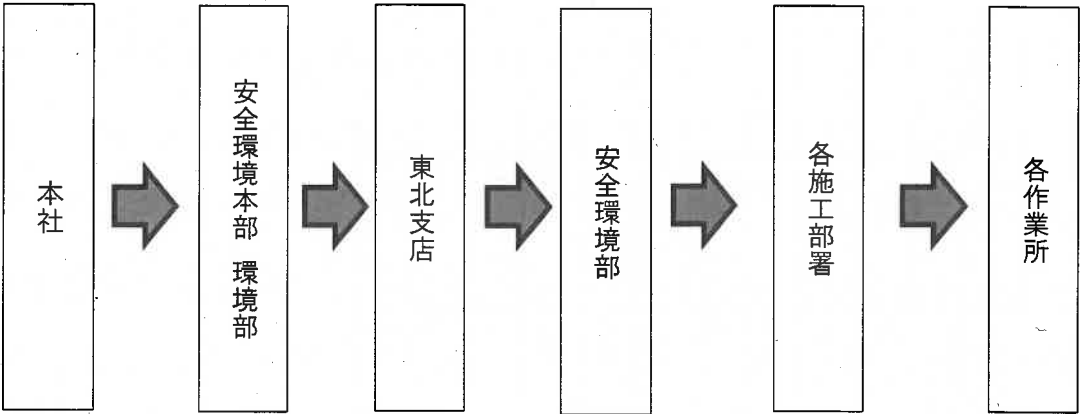 本社
安全環境本部 環境部
東北支店
安全環境部
各施工部署
各作業所